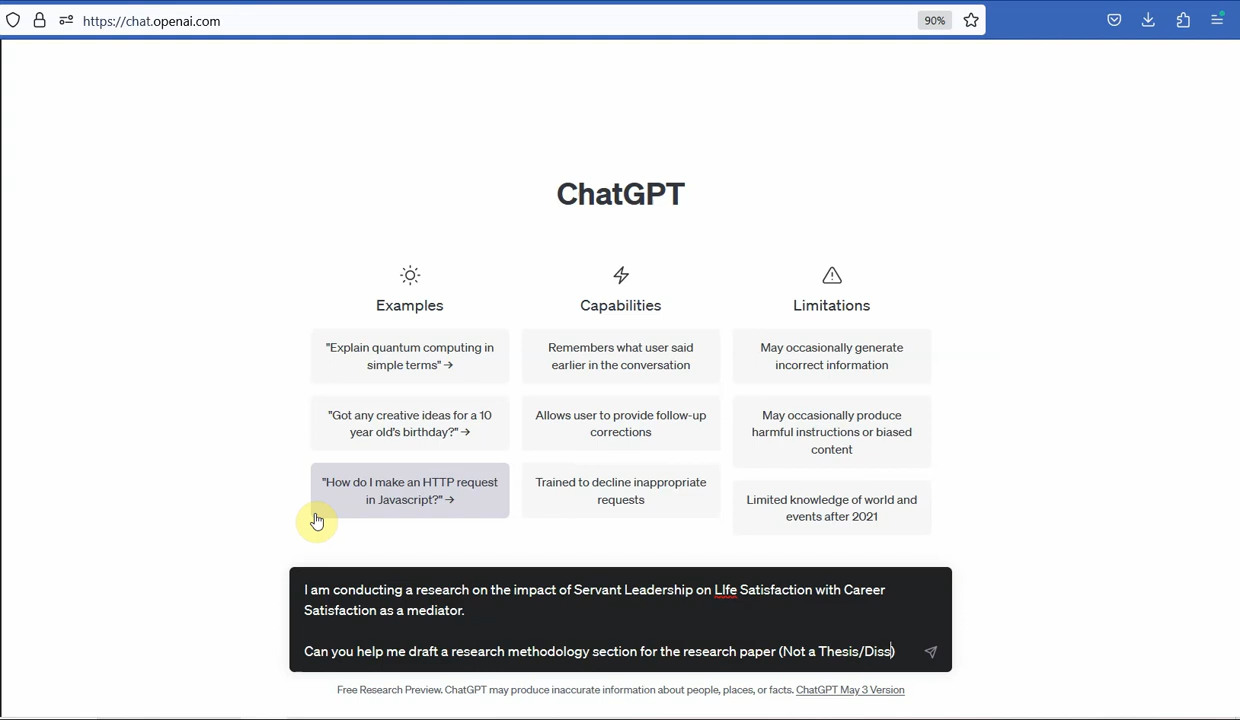 https://chat.openai.com
90%
ChatGPT
Examples
Capabilities
Limitations
"Explain quantum computing in
simple terms" →
Remembers what user said
earlier in the conversation
May occasionally generate
incorrect information
"Got any creative ideas for a 10
year old's birthday?" →
Allows user to provide follow-up
corrections
May occasionally produce
harmful instructions or biased
content
"How do I make an HTTP request
in Javascript?" →
Trained to decline inappropriate
requests
Limited knowledge of world and
events after 2021
I am conducting a research on the impact of Servant Leadership on LIfe Satisfaction with Career
Satisfaction as a mediator.
Can you help me draft a research methodology section for the research paper (Not a Thesis/Diss)
Free Research Preview. ChatGPT may produce inaccurate information about people, places, or facts. ChatGPT May 3 Version